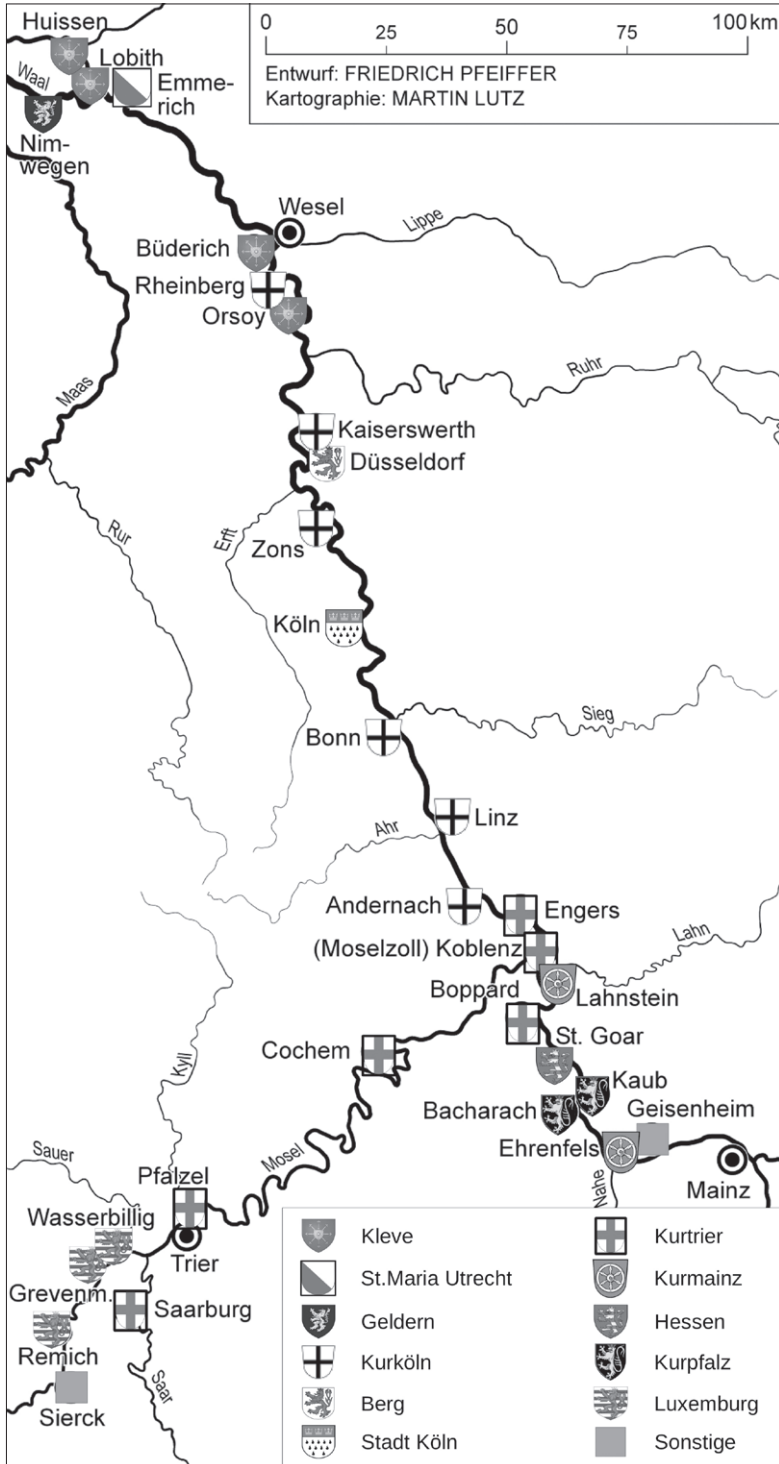 Huissen
0 25 50 75 100 km
Lobith
Entwurf: FRIEDRICH PFEIFFER
Waal
Emme-
rich
Kartographie: MARTIN LUTZ
Nim-
wegen
Wesel
Lippe
Büderich
Rheinberg
Orsoy
Ruhr
Maas
Kaiserswerth
Düsseldorf
Rur
Erft
Zons
Köln
Sieg
Bonn
Ahr
Linz
Andernach
Engers
(Moselzoll) Koblenz
Lahn
Boppard
Lahnstein
St. Goar
Cochem
Kaub
Kyll
Bacharach
Geisenheim
Mosel
Ehrenfels
Sauer
Pfalzel
Nahe
Mainz
Wasserbillig
Trier
Grevenm.
Saarburg
Remich
Saar
Sierck
Kleve
St.Maria Utrecht
Geldern
Kurköln
Berg
Stadt Köln
Kurtrier
Kurmainz
Hessen
Kurpfalz
Luxemburg
Sonstige